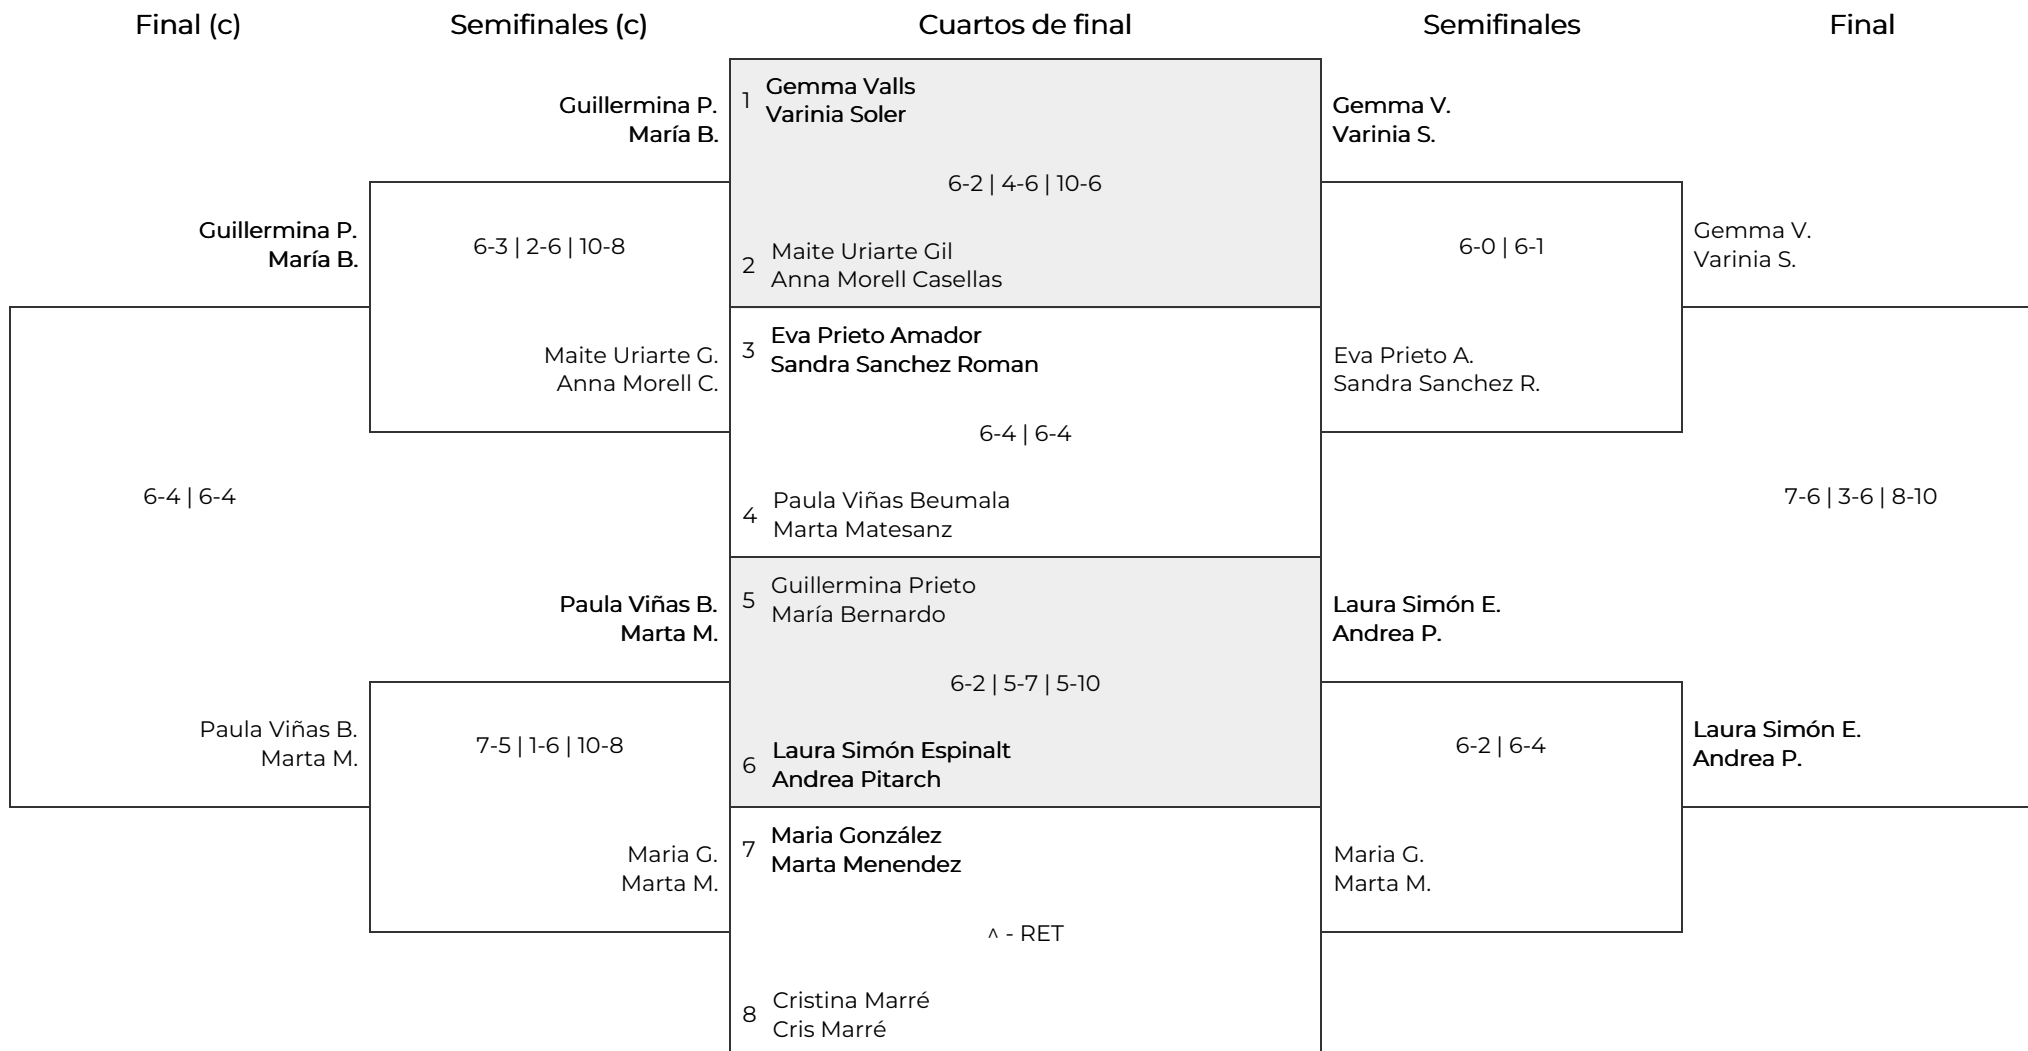 Final (c)
Semifinales (c)
Cuartos de final
Semifinales
Final
Guillermina P.
María B.
Guillermina P.
María B.
6-3 | 2-6 | 10-8
Maite Uriarte G.
Anna Morell C.
6-4 | 6-4
Paula Viñas B.
Marta M.
Paula Viñas B.
Marta M.
7-5 | 1-6 | 10-8
Maria G.
Marta M.
1
Gemma Valls
Varinia Soler
6-2 | 4-6 | 10-6
2
Maite Uriarte Gil
Anna Morell Casellas
3
Eva Prieto Amador
Sandra Sanchez Roman
6-4 | 6-4
4
Paula Viñas Beumala
Marta Matesanz
5
Guillermina Prieto
María Bernardo
6-2 | 5-7 | 5-10
6
Laura Simón Espinalt
Andrea Pitarch
7
Maria González
Marta Menendez
^ - RET
8
Cristina Marré
Cris Marré
Gemma V.
Varinia S.
6-0 | 6-1
Eva Prieto A.
Sandra Sanchez R.
Gemma V.
Varinia S.
7-6 | 3-6 | 8-10
Laura Simón E.
Andrea P.
6-2 | 6-4
Maria G.
Marta M.
Laura Simón E.
Andrea P.